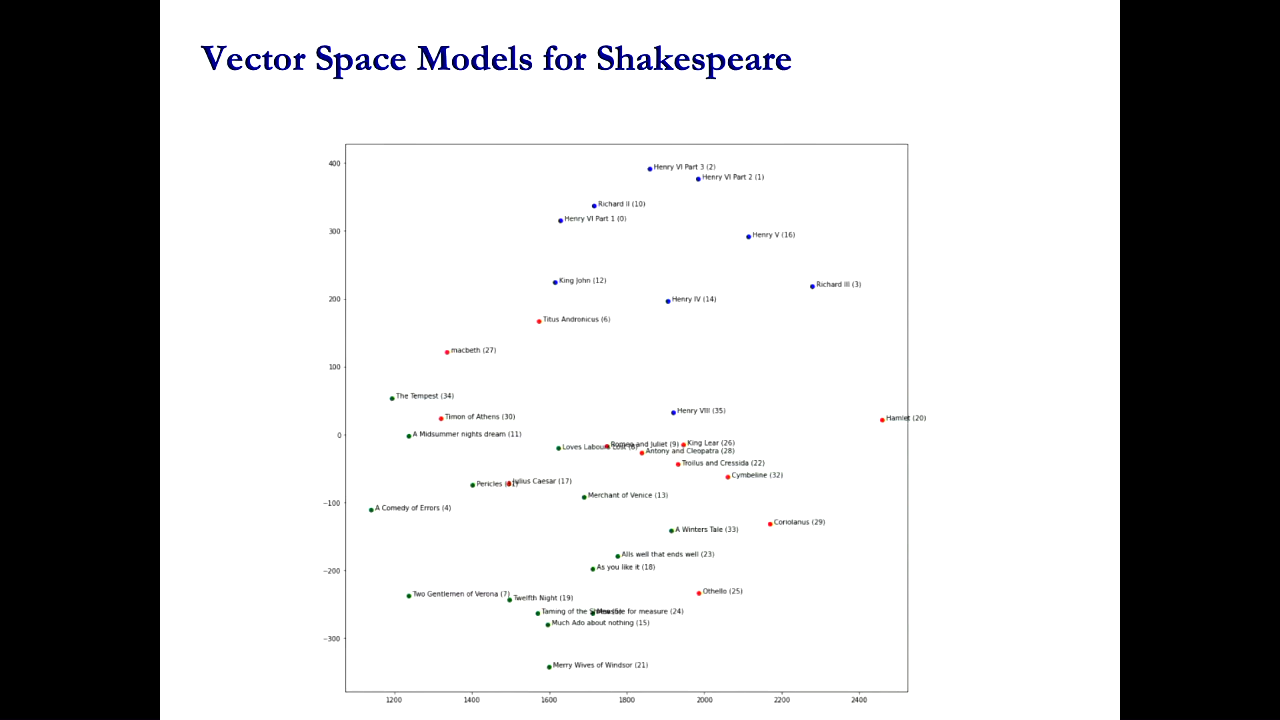 Vector Space Models for Shakespeare
400
Henry VI Part 3 (2)
Henry VI Part 2 (1)
Richard II (10)
Henry VI Part 1 (0)
300
Henry V (16)
King John (12)
Richard III (3)
200
Henry IV (14)
Titus Andronicus (6)
macbeth (27)
100
The Tempest (34)
Timon of Athens (30)
Henry VIII (35)
Hamlet (20)
0
A Midsummer nights dream (11)
Loves Labours Lost
Romeo and Juliet (9)
King Lear (26)
Antony and Cleopatra (28)
Troilus and Cressida (22)
Cymbeline (32)
Pericles
Julius Caesar (17)
Merchant of Venice (13)
−100
A Comedy of Errors (4)
Coriolanus (29)
A Winters Tale (33)
Alls well that ends well (23)
As you like it (18)
−200
Two Gentlemen of Verona (7)
Twelfth Night (19)
Othello (25)
Taming of the
for measure (24)
Much Ado about nothing (15)
−300
Merry Wives of Windsor (21)
1200
1400
1600
1800
2000
2200
2400